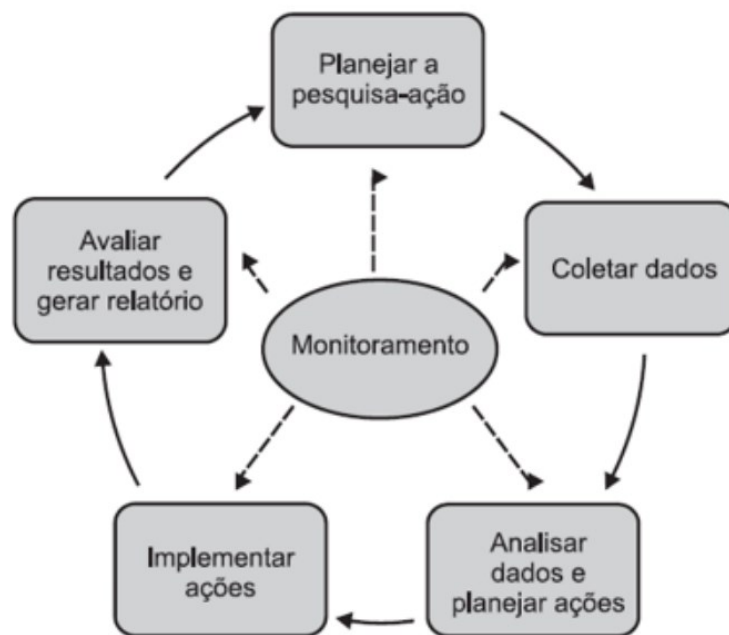 Planejar a
pesquisa-ação
Avaliar
resultados e
gerar relatório
Coletar dados
Monitoramento
Implementar
ações
Analisar
dados e
planejar ações